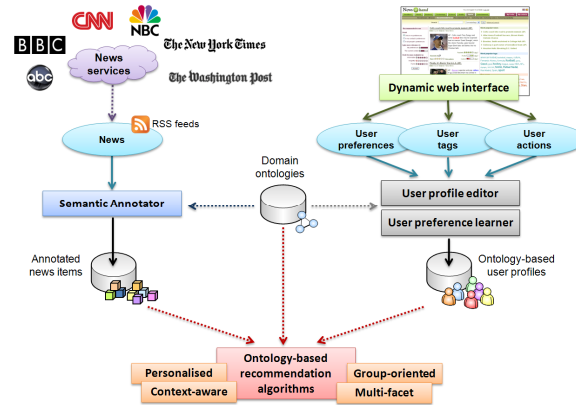 CNN
NBC
BBC
abc
News
services
The New York Times
The Washington Post
Dynamic web interface
RSS feeds
News
User
preferences
User
tags
User
actions
Domain
ontologies
Semantic Annotator
User profile editor
User preference learner
Annotated
news items
Ontology-based
user profiles
Ontology-based
recommendation
algorithms
Personalised
Context-aware
Group-oriented
Multi-facet